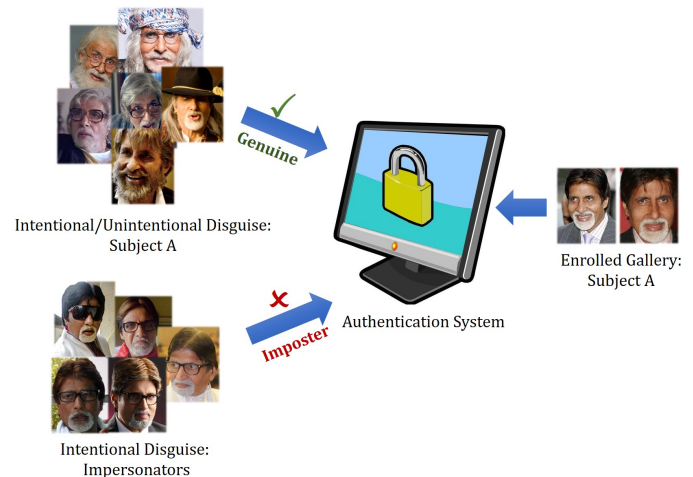 Genuine
Intentional/Unintentional Disguise:
Subject A
Enrolled Gallery:
Subject A
Imposter
Authentication System
Intentional Disguise:
Impersonators